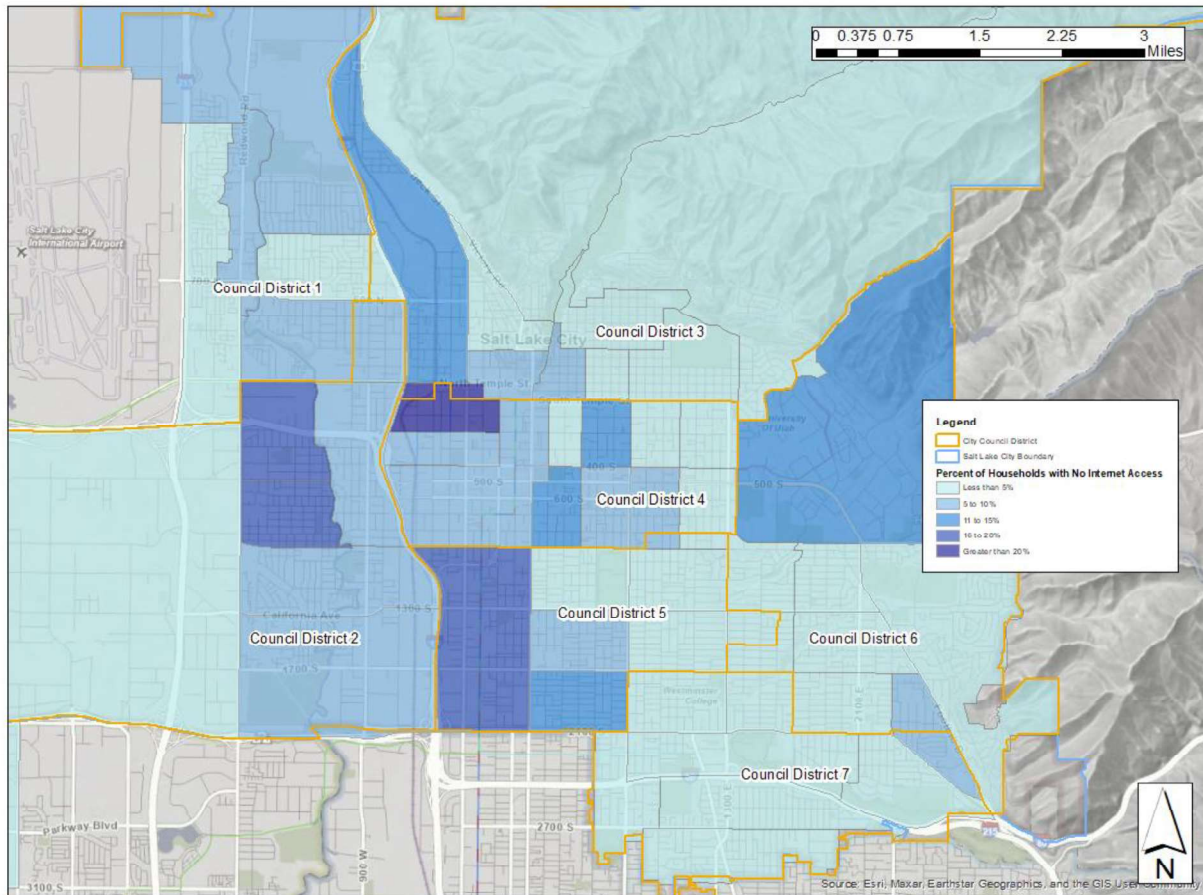 0 0.375 0.75 1.5 2.25 3
Miles
Redwood Rd
Salt Lake City
International Airport
Council District 1
Council District 3
Salt Lake City
North Temple St
400 S
500 S
600 S
500 S
Council District 4
Legend
City Council District
Salt Lake City Boundary
Percent of Households with No Internet Access
Less than 5%
5 to 10%
11 to 15%
16 to 20%
Greater than 20%
California Ave
1300 S
Council District 5
Council District 2
Council District 6
1700 S
Westminster
College
2100 E
Council District 7
1100 E
2700 S
215
Parkway Blvd
900 W
3100 S
N
Source: Esri, Maxar, Earthstar Geographics, and the GIS User Community